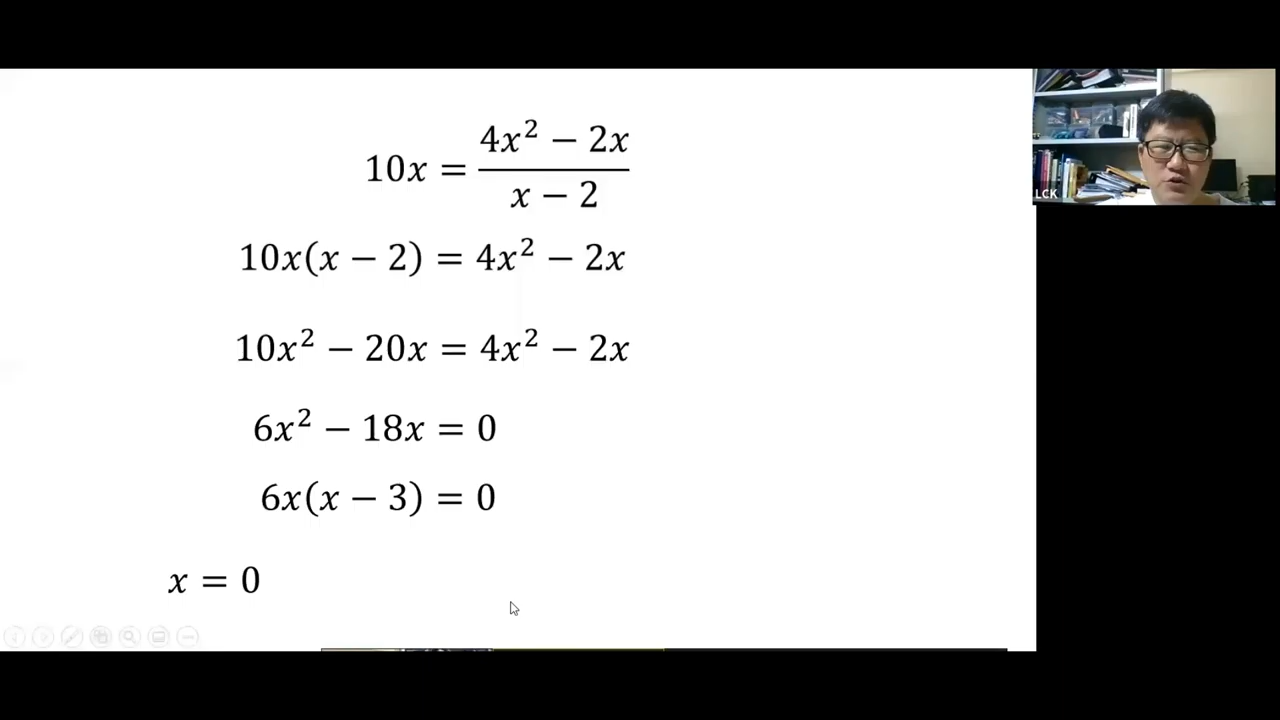 10x = \frac{4x² − 2x}{x − 2}
10x(x − 2) = 4x² − 2x
10x² − 20x = 4x² − 2x
6x² − 18x = 0
6x(x − 3) = 0
x = 0
LCK